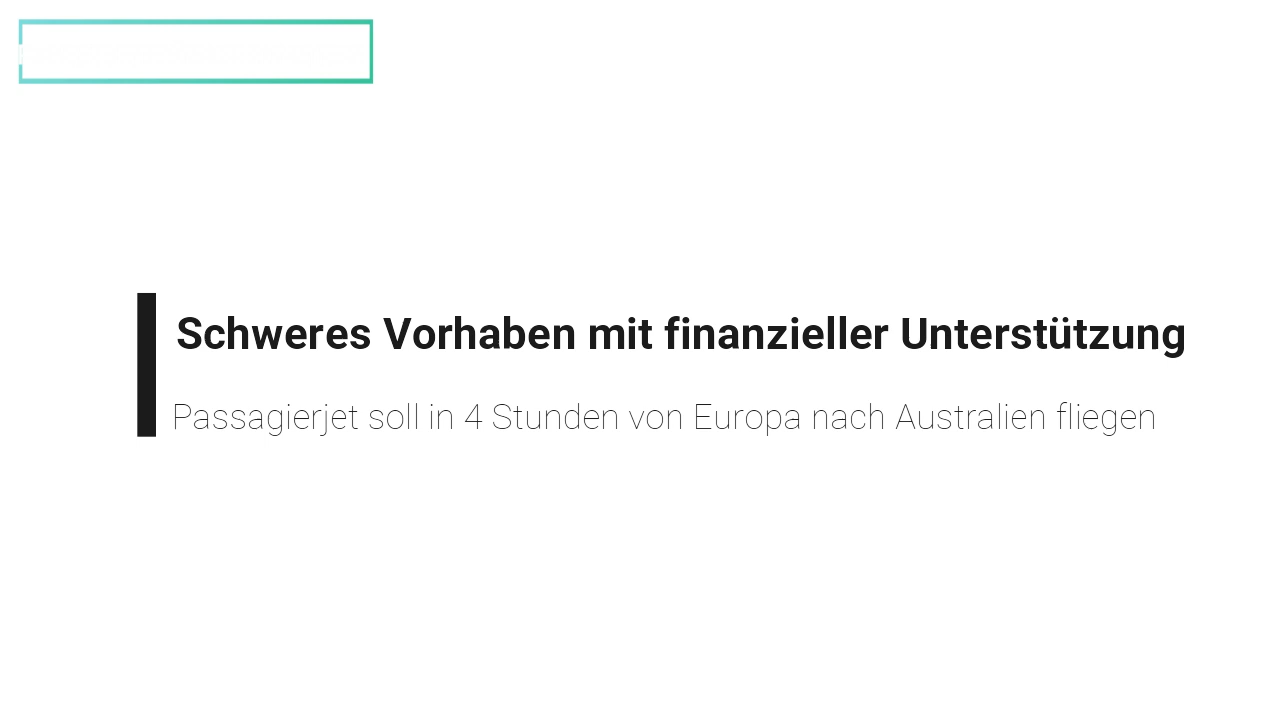 Schweres Vorhaben mit finanzieller Unterstützung
Passagierjet soll in 4 Stunden von Europa nach Australien fliegen